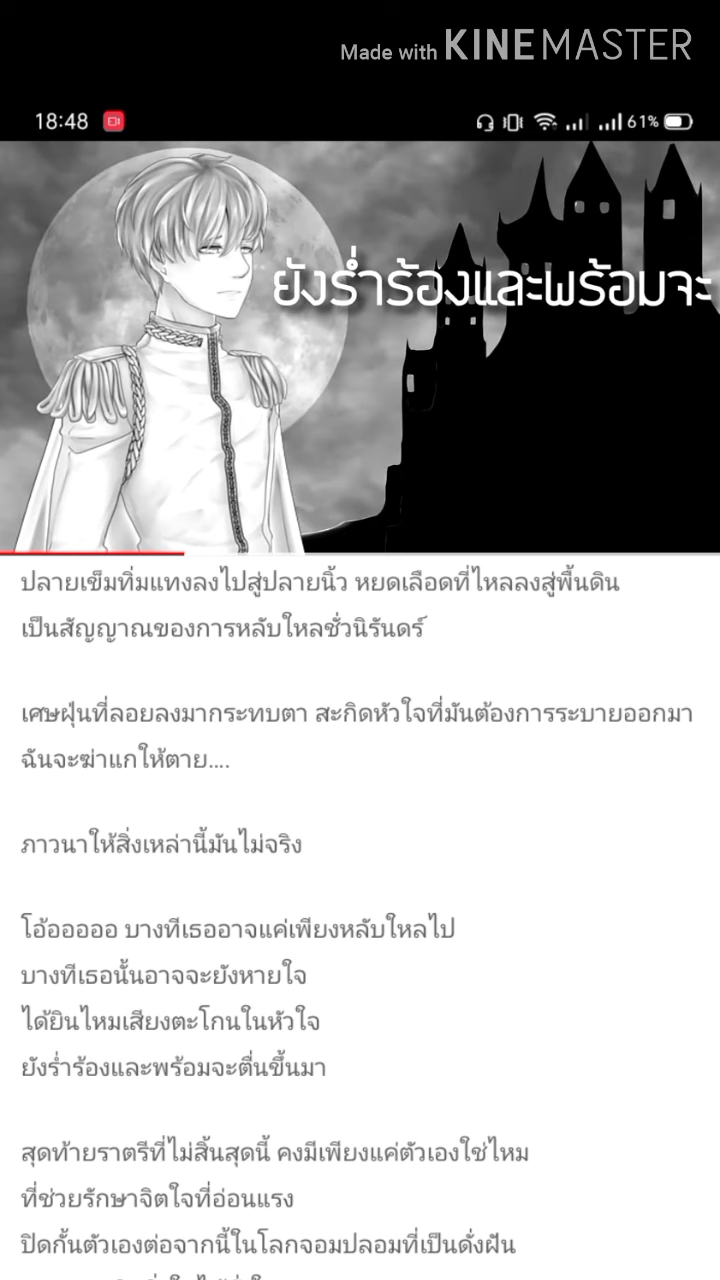 Made with KINEMASTER
18:48
61%
ยังร่ำร้องและพร้อมจะ
ปลายเข็มทิ่มแทงลงไปสู่ปลายนิ้ว หยดเลือดที่ไหลลงสู่พื้นดิน
เป็นสัญญาณของการหลับใหลชั่วนิรันดร์
เศษฝุ่นที่ลอยลงมากระทบตา สะกิดหัวใจที่มันต้องการระบายออกมา
ฉันจะฆ่าแกให้ตาย....
ภาวนาให้สิ่งเหล่านี้มันไม่จริง
โอ้อออออ บางทีเธออาจแค่เพียงหลับใหลไป
บางทีเธอนั้นอาจจะยังหายใจ
ได้ยินไหมเสียงตะโกนในหัวใจ
ยังร่ำร้องและพร้อมจะตื่นขึ้นมา
สุดท้ายราตรีที่ไม่สิ้นสุดนี้ คงมีเพียงแค่ตัวเองใช่ไหม
ที่ช่วยรักษาจิตใจที่อ่อนแรง
ปิดกั้นตัวเองต่อจากนี้ในโลกจอมปลอมที่เป็นดั่งฝัน